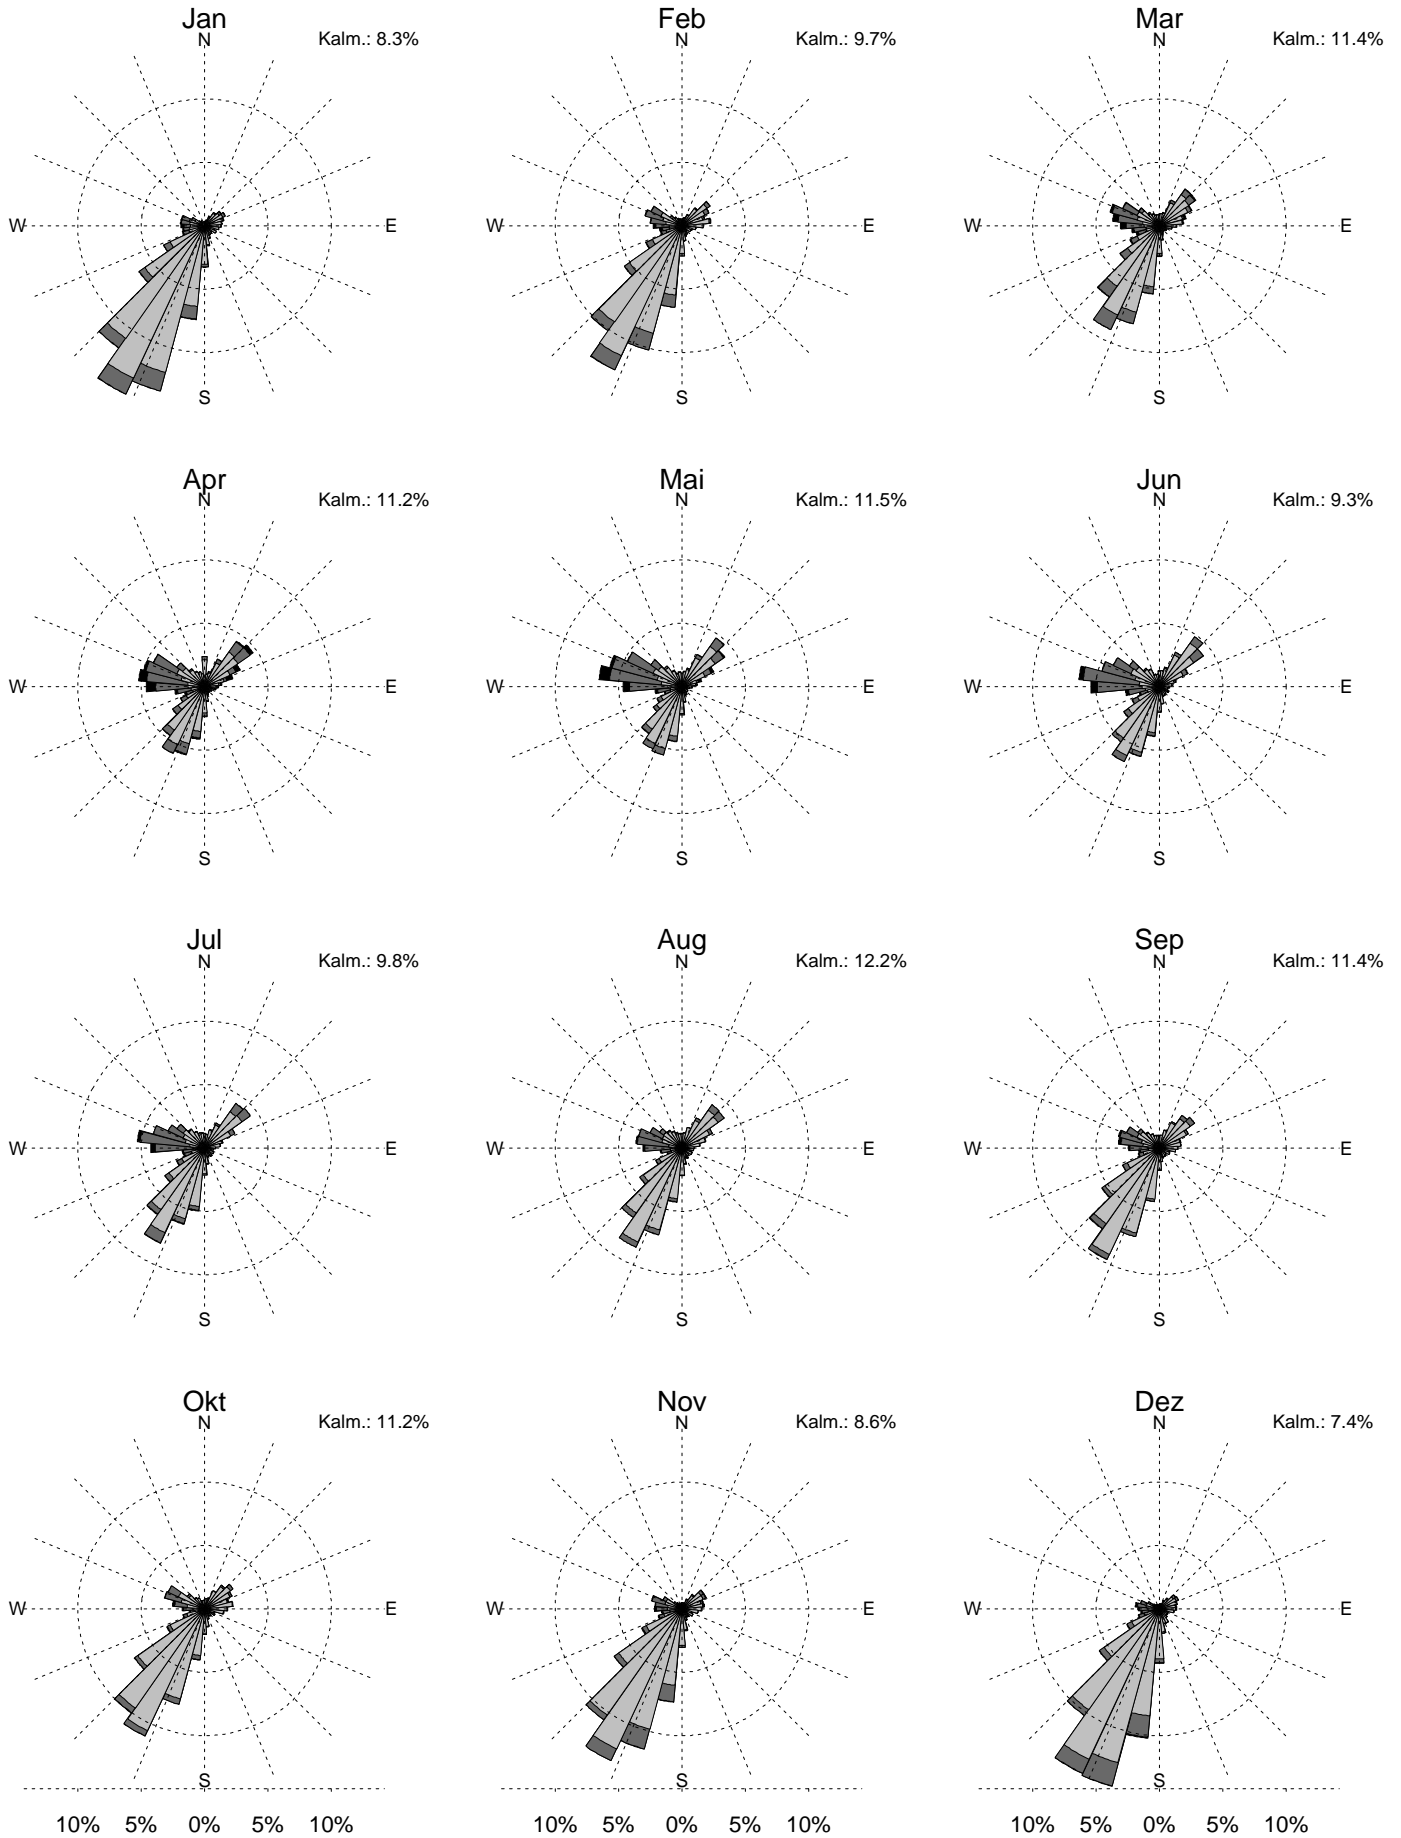 Jan
N
Kalm.: 8.3%
W
E
S
Feb
N
Kalm.: 9.7%
W
E
S
Mar
N
Kalm.: 11.4%
W
E
S
Apr
N
Kalm.: 11.2%
W
E
S
Mai
N
Kalm.: 11.5%
W
E
S
Jun
N
Kalm.: 9.3%
W
E
S
Jul
N
Kalm.: 9.8%
W
E
S
Aug
N
Kalm.: 12.2%
W
E
S
Sep
N
Kalm.: 11.4%
W
E
S
Okt
N
Kalm.: 11.2%
W
E
S
Nov
N
Kalm.: 8.6%
W
E
S
Dez
N
Kalm.: 7.4%
W
E
S
10% 5% 0% 5% 10%
10% 5% 0% 5% 10%
10% 5% 0% 5% 10%